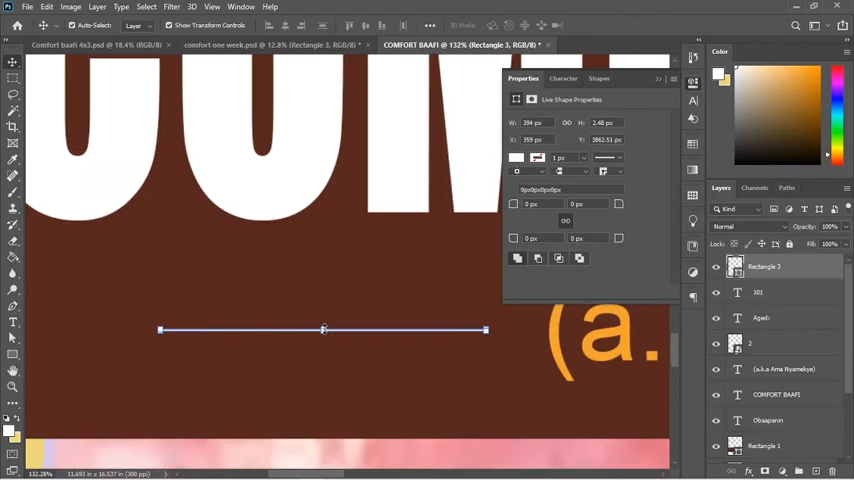 File Edit Image Layer Type Select Filter 3D View Window Help
Auto-Select: Layer Show Transform Controls 3D Mode:
Comfort baafi 4x3.psd @ 18.4% (RGB/8) × comfort one week.psd @ 12.8% (Rectangle 3, RGB/8) * × COMFORT BAAFI @ 132% (Rectangle 3, RGB/8) * ×
Properties Character Shapes
Live Shape Properties
W: 394 px H: 2.48 px
X: 359 px Y: 3862.51 px
1 px
0px0px0px0px
0 px 0 px
0 px 0 px
(a.
Color
Layers Channels Paths
Kind
Normal Opacity: 100%
Lock: Fill: 100%
Rectangle 3
101
Aged:
2
(a.k.a Ama Nyamekye)
COMFORT BAAFI
Obaapanin
Rectangle 1
132.28% 11.693 in x 16.537 in (300 ppi)